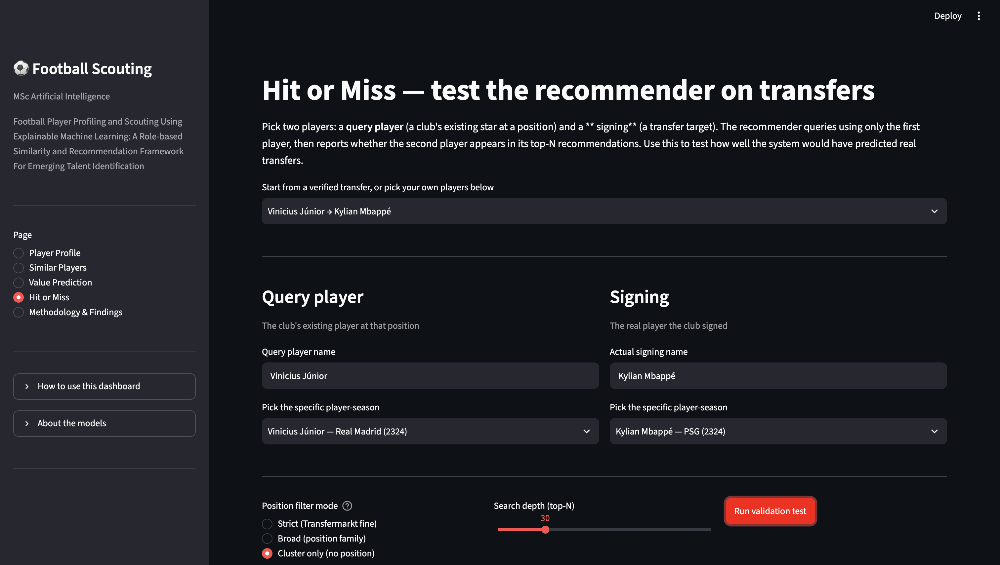 Deploy
⚽ Football Scouting
MSc Artificial Intelligence
Football Player Profiling and Scouting Using
Explainable Machine Learning: A Role-based
Similarity and Recommendation Framework
For Emerging Talent Identification
Page
Player Profile
Similar Players
Value Prediction
Hit or Miss
Methodology & Findings
How to use this dashboard
About the models
Hit or Miss — test the recommender on transfers
Pick two players: a query player (a club's existing star at a position) and a ** signing** (a transfer target). The recommender queries using only the first
player, then reports whether the second player appears in its top-N recommendations. Use this to test how well the system would have predicted real
transfers.
Start from a verified transfer, or pick your own players below
Vinicius Júnior → Kylian Mbappé
Query player
The club's existing player at that position
Query player name
Vinicius Júnior
Pick the specific player-season
Vinicius Júnior — Real Madrid (2324)
Signing
The real player the club signed
Actual signing name
Kylian Mbappé
Pick the specific player-season
Kylian Mbappé — PSG (2324)
Position filter mode ?
Strict (Transfermarkt fine)
Broad (position family)
Cluster only (no position)
Search depth (top-N)
30
Run validation test